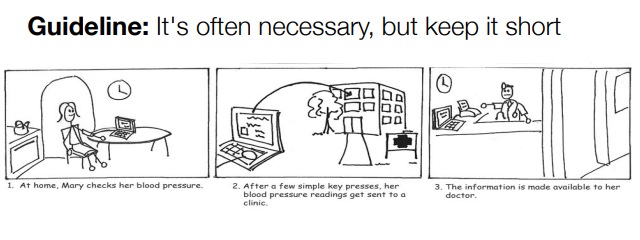 Guideline: It's often necessary, but keep it short
1. At home, Mary checks her blood pressure.
2. After a few simple key presses, her
blood pressure readings get sent to a
clinic.
3. The information is made available to her
doctor.